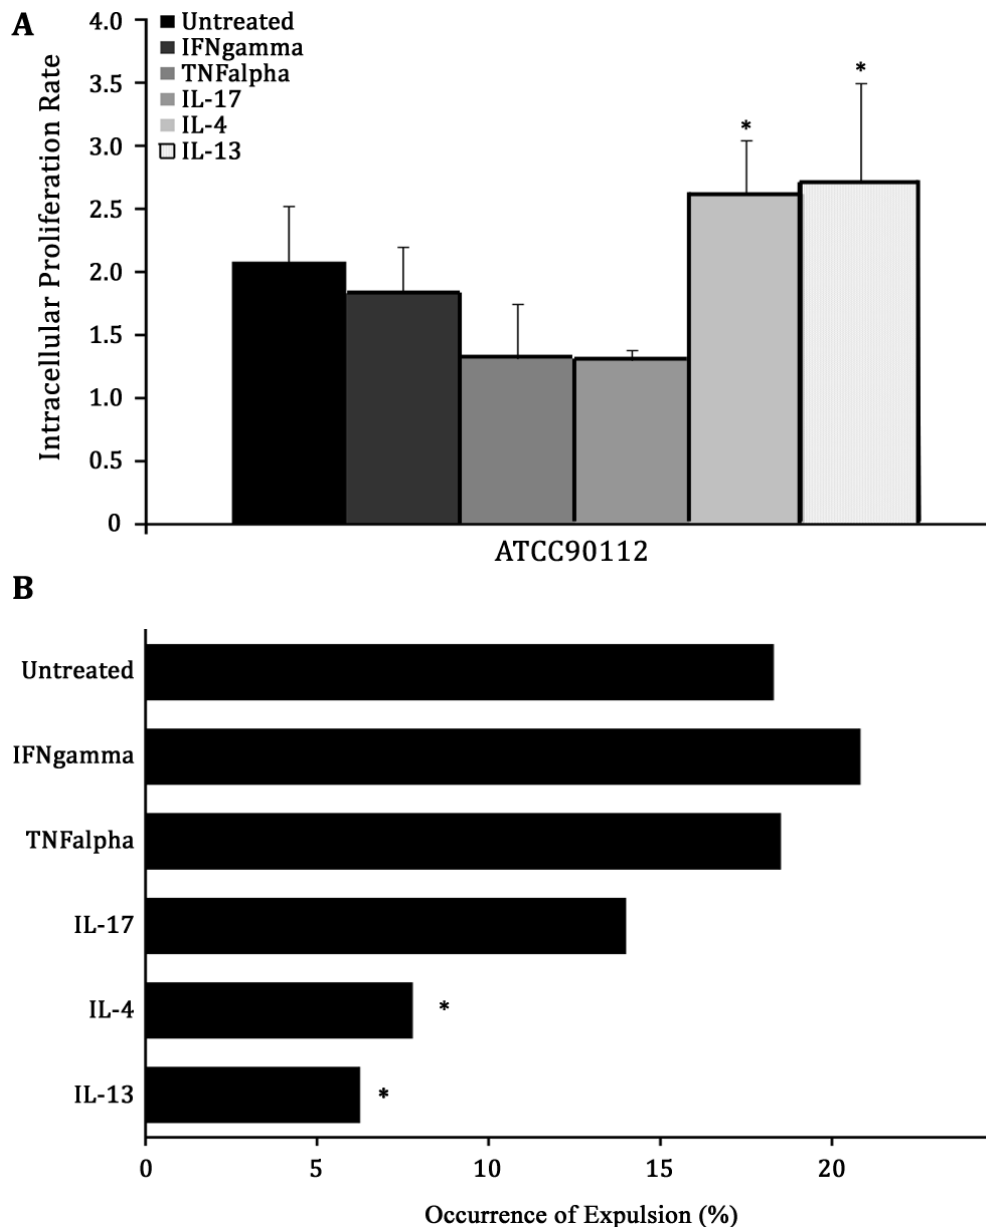 A
4.0
3.5
3.0
2.5
2.0
1.5
1.0
0.5
0
Intracellular Proliferation Rate
Untreated
IFNgamma
TNFalpha
IL-17
IL-4
IL-13
*
*
ATCC90112
B
Untreated
IFNgamma
TNFalpha
IL-17
IL-4 *
IL-13 *
0 5 10 15 20
Occurrence of Expulsion (%)